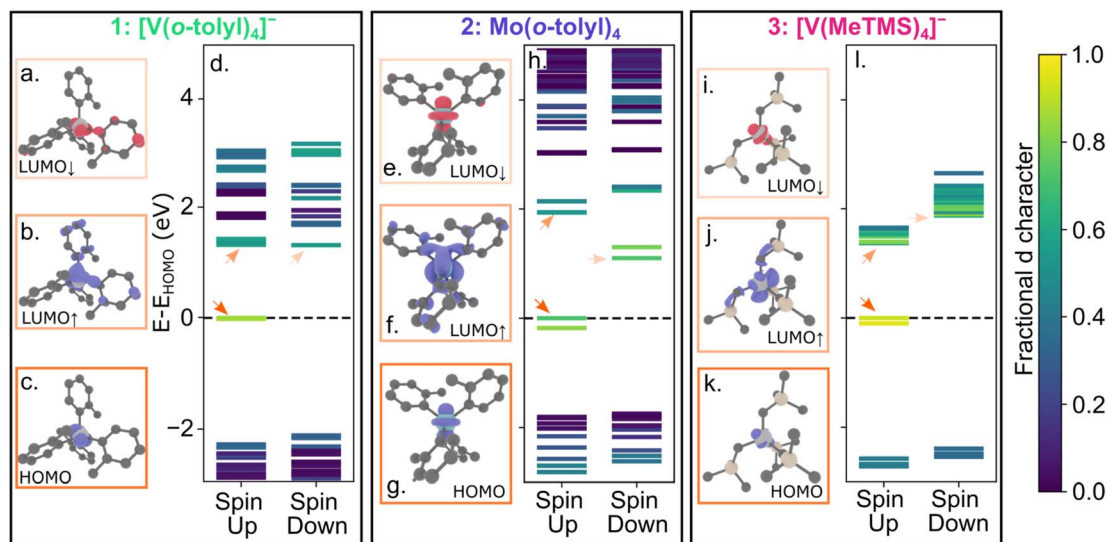 1: [V(o-tolyl)₄]⁻
2: Mo(o-tolyl)₄
3: [V(MeTMS)₄]⁻
a.
LUMO↓
b.
LUMO↑
c.
HOMO
d.
E-E_HOMO (eV)
4
2
0
−2
Spin Up
Spin Down
e.
LUMO↓
f.
LUMO↑
g.
HOMO
h.
Spin Up
Spin Down
i.
LUMO↓
j.
LUMO↑
k.
HOMO
l.
Spin Up
Spin Down
1.0
0.8
0.6
0.4
0.2
0.0
Fractional d character